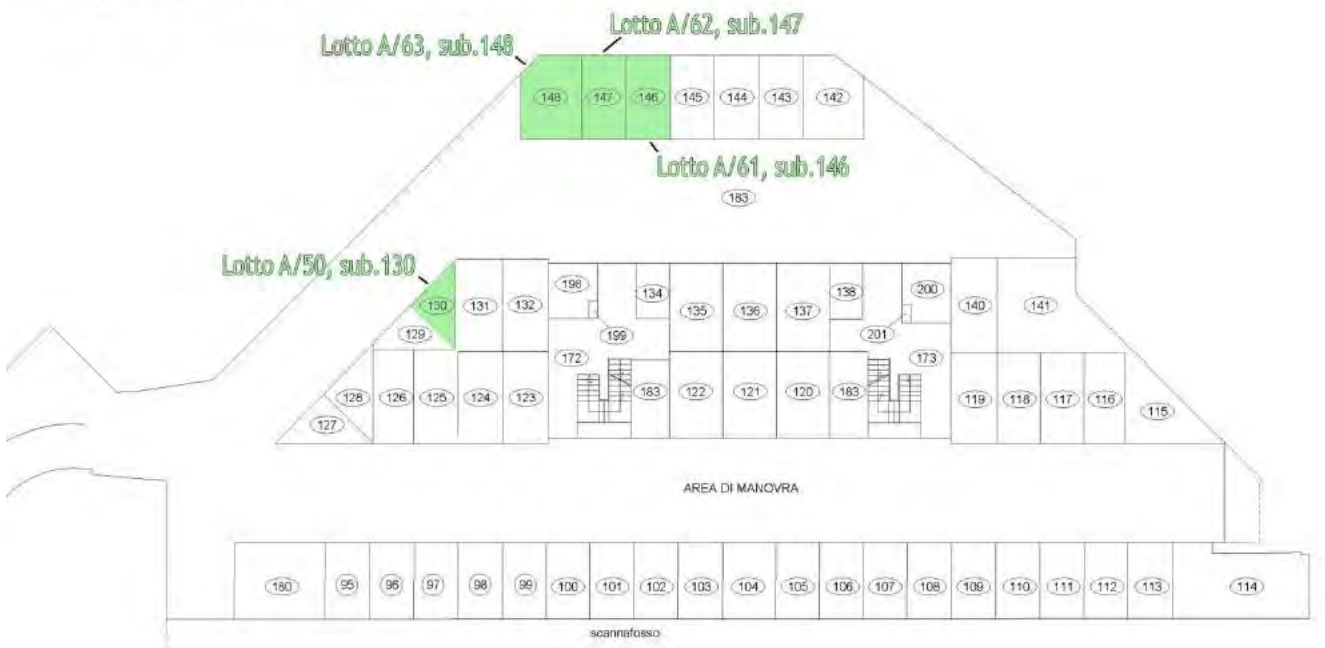 Lotto A/62, sub.147
Lotto A/63, sub.148
148 147 146 145 144 143 142
Lotto A/61, sub.146
183
Lotto A/50, sub.130
130 131 132 198 134 135 136 137 138 200 140 141
129 199 201
172 173
128 126 125 124 123 183 122 121 120 183 119 118 117 116 115
127
AREA DI MANOVRA
180 95 96 97 98 99 100 101 102 103 104 105 106 107 108 109 110 111 112 113 114
scannafosso